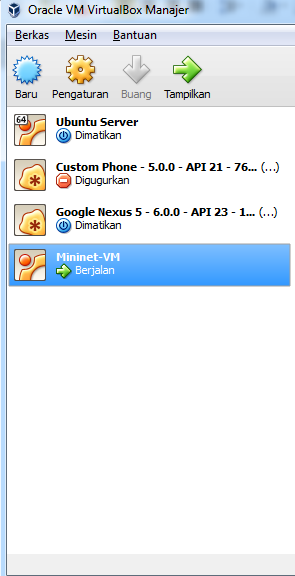 Oracle VM VirtualBox Manajer
Berkas Mesin Bantuan
Baru Pengaturan Buang Tampilkan
64 Ubuntu Server
Dimatikan
Custom Phone - 5.0.0 - API 21 - 76... (...)
Digugurkan
Google Nexus 5 - 6.0.0 - API 23 - 1... (...)
Dimatikan
Mininet-VM
Berjalan